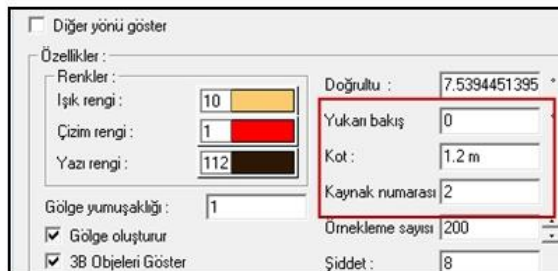 Diğer yönü göster
Özellikler :
Renkler :
Işık rengi : 10
Çizim rengi : 1
Yazı rengi : 112
Doğrultu : 7.5394451395 °
Yukarı bakış 0
Kot : 1.2 m
Kaynak numarası 2
Gölge yumuşaklığı : 1
Örnekleme sayısı 200
Gölge oluşturur
3B Objeleri Göster
Şiddet : 8